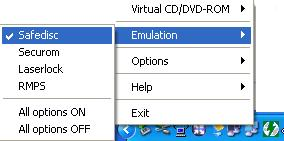 Virtual CD/DVD-ROM
Emulation
Options
Help
Exit
Safedisc
Securom
Laserlock
RMPS
All options ON
All options OFF